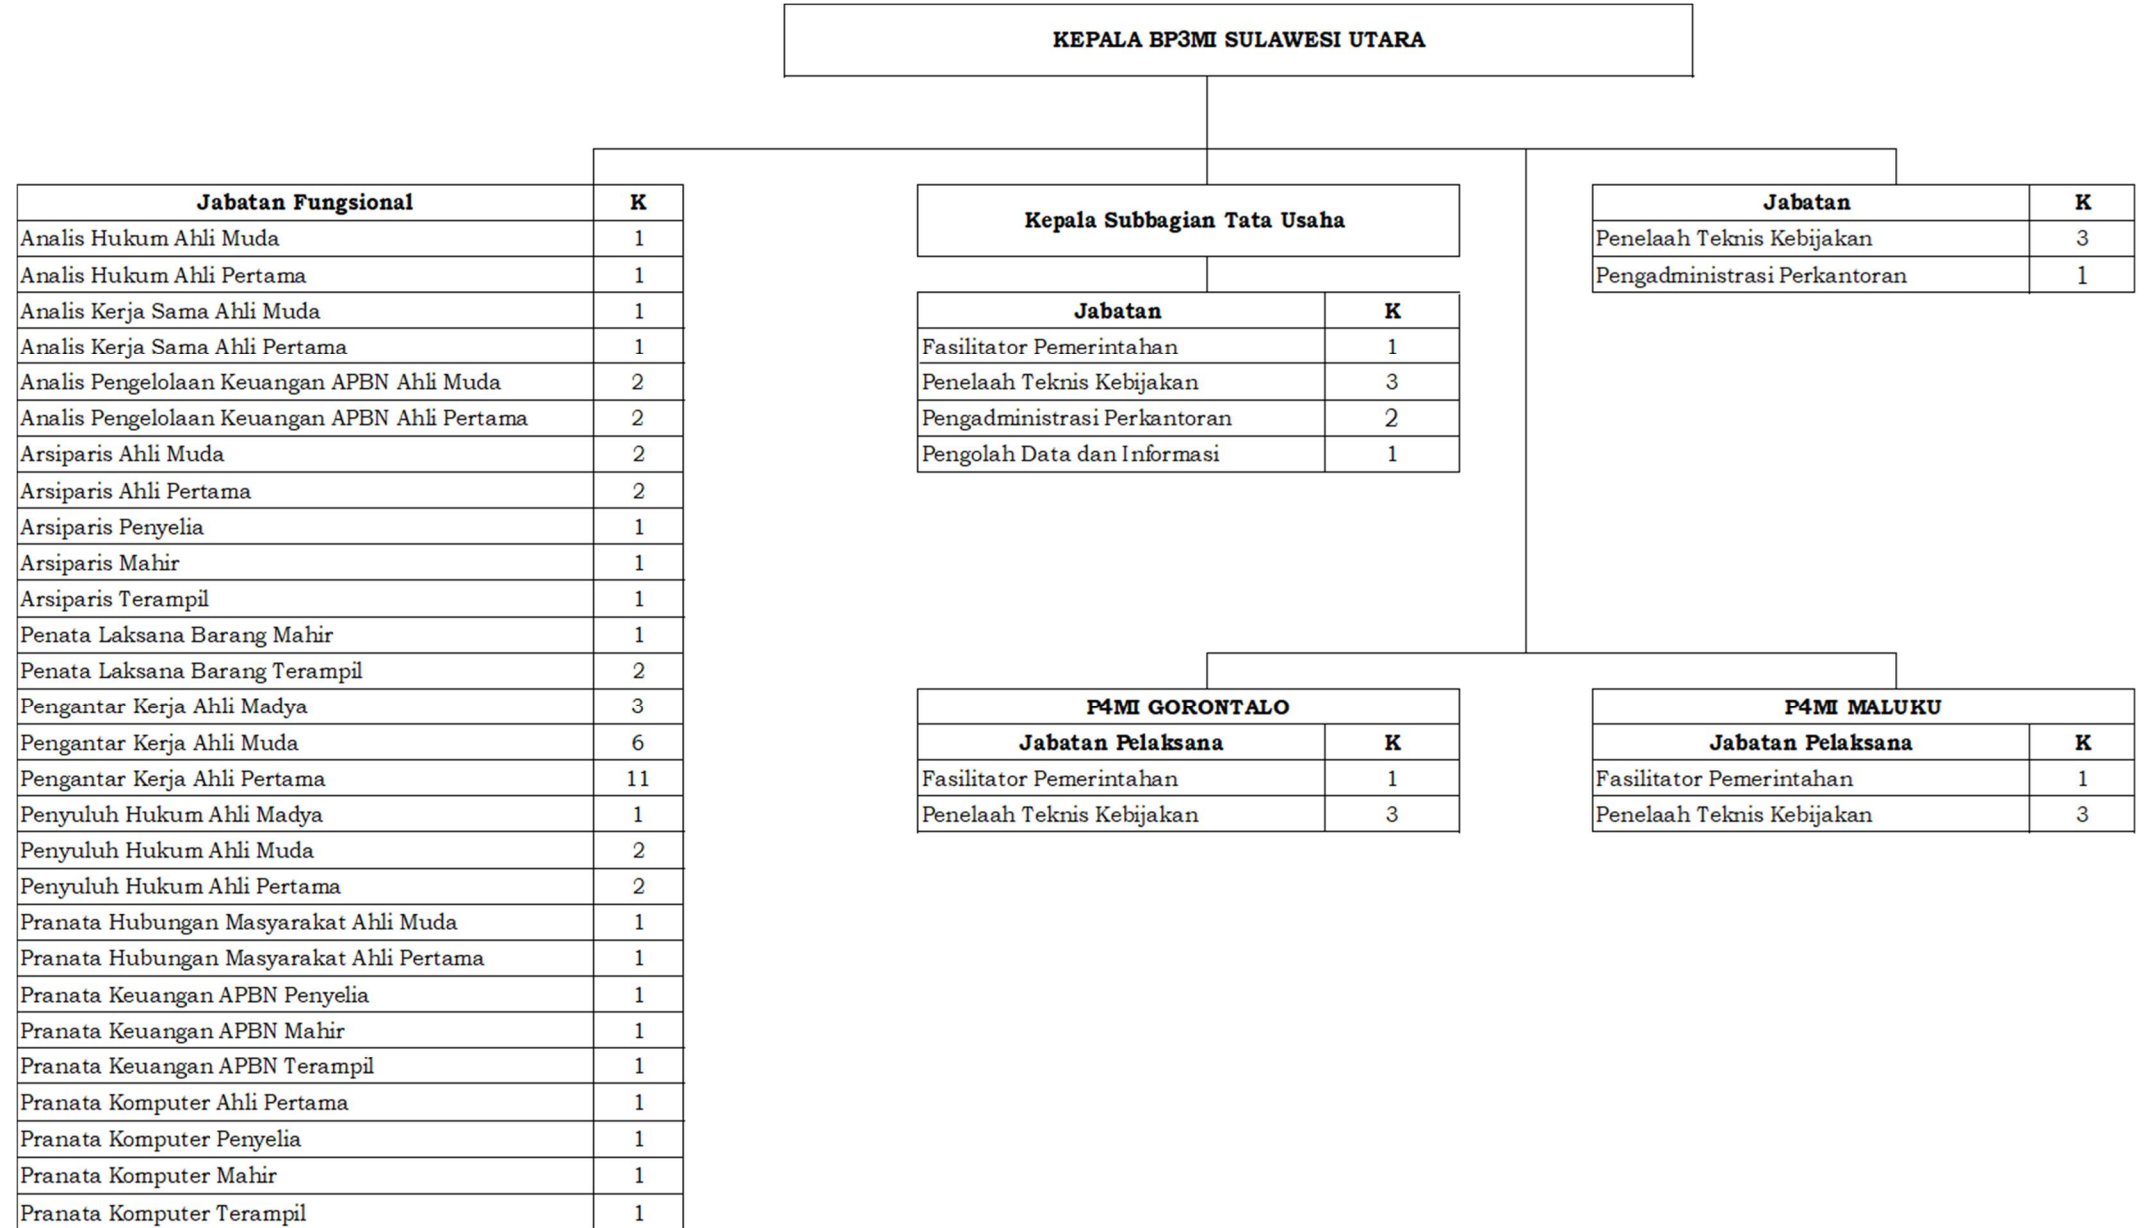 KEPALA BP3MI SULAWESI UTARA
Jabatan Fungsional K
Analis Hukum Ahli Muda 1
Analis Hukum Ahli Pertama 1
Analis Kerja Sama Ahli Muda 1
Analis Kerja Sama Ahli Pertama 1
Analis Pengelolaan Keuangan APBN Ahli Muda 2
Analis Pengelolaan Keuangan APBN Ahli Pertama 2
Arsiparis Ahli Muda 2
Arsiparis Ahli Pertama 2
Arsiparis Penyelia 1
Arsiparis Mahir 1
Arsiparis Terampil 1
Penata Laksana Barang Mahir 1
Penata Laksana Barang Terampil 2
Pengantar Kerja Ahli Madya 3
Pengantar Kerja Ahli Muda 6
Pengantar Kerja Ahli Pertama 11
Penyuluh Hukum Ahli Madya 1
Penyuluh Hukum Ahli Muda 2
Penyuluh Hukum Ahli Pertama 2
Pranata Hubungan Masyarakat Ahli Muda 1
Pranata Hubungan Masyarakat Ahli Pertama 1
Pranata Keuangan APBN Penyelia 1
Pranata Keuangan APBN Mahir 1
Pranata Keuangan APBN Terampil 1
Pranata Komputer Ahli Pertama 1
Pranata Komputer Penyelia 1
Pranata Komputer Mahir 1
Pranata Komputer Terampil 1
Kepala Subbagian Tata Usaha
Jabatan K
Fasilitator Pemerintahan 1
Penelaah Teknis Kebijakan 3
Pengadministrasi Perkantoran 2
Pengolah Data dan Informasi 1
Jabatan K
Penelaah Teknis Kebijakan 3
Pengadministrasi Perkantoran 1
P4MI GORONTALO
Jabatan Pelaksana K
Fasilitator Pemerintahan 1
Penelaah Teknis Kebijakan 3
P4MI MALUKU
Jabatan Pelaksana K
Fasilitator Pemerintahan 1
Penelaah Teknis Kebijakan 3